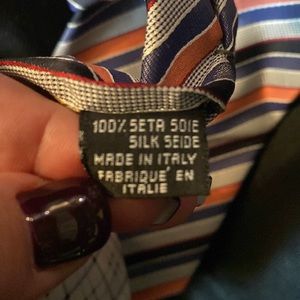 100% SETA SOIE
SILK SEIDE
MADE IN ITALY
FABRIQUE' EN
ITALIE